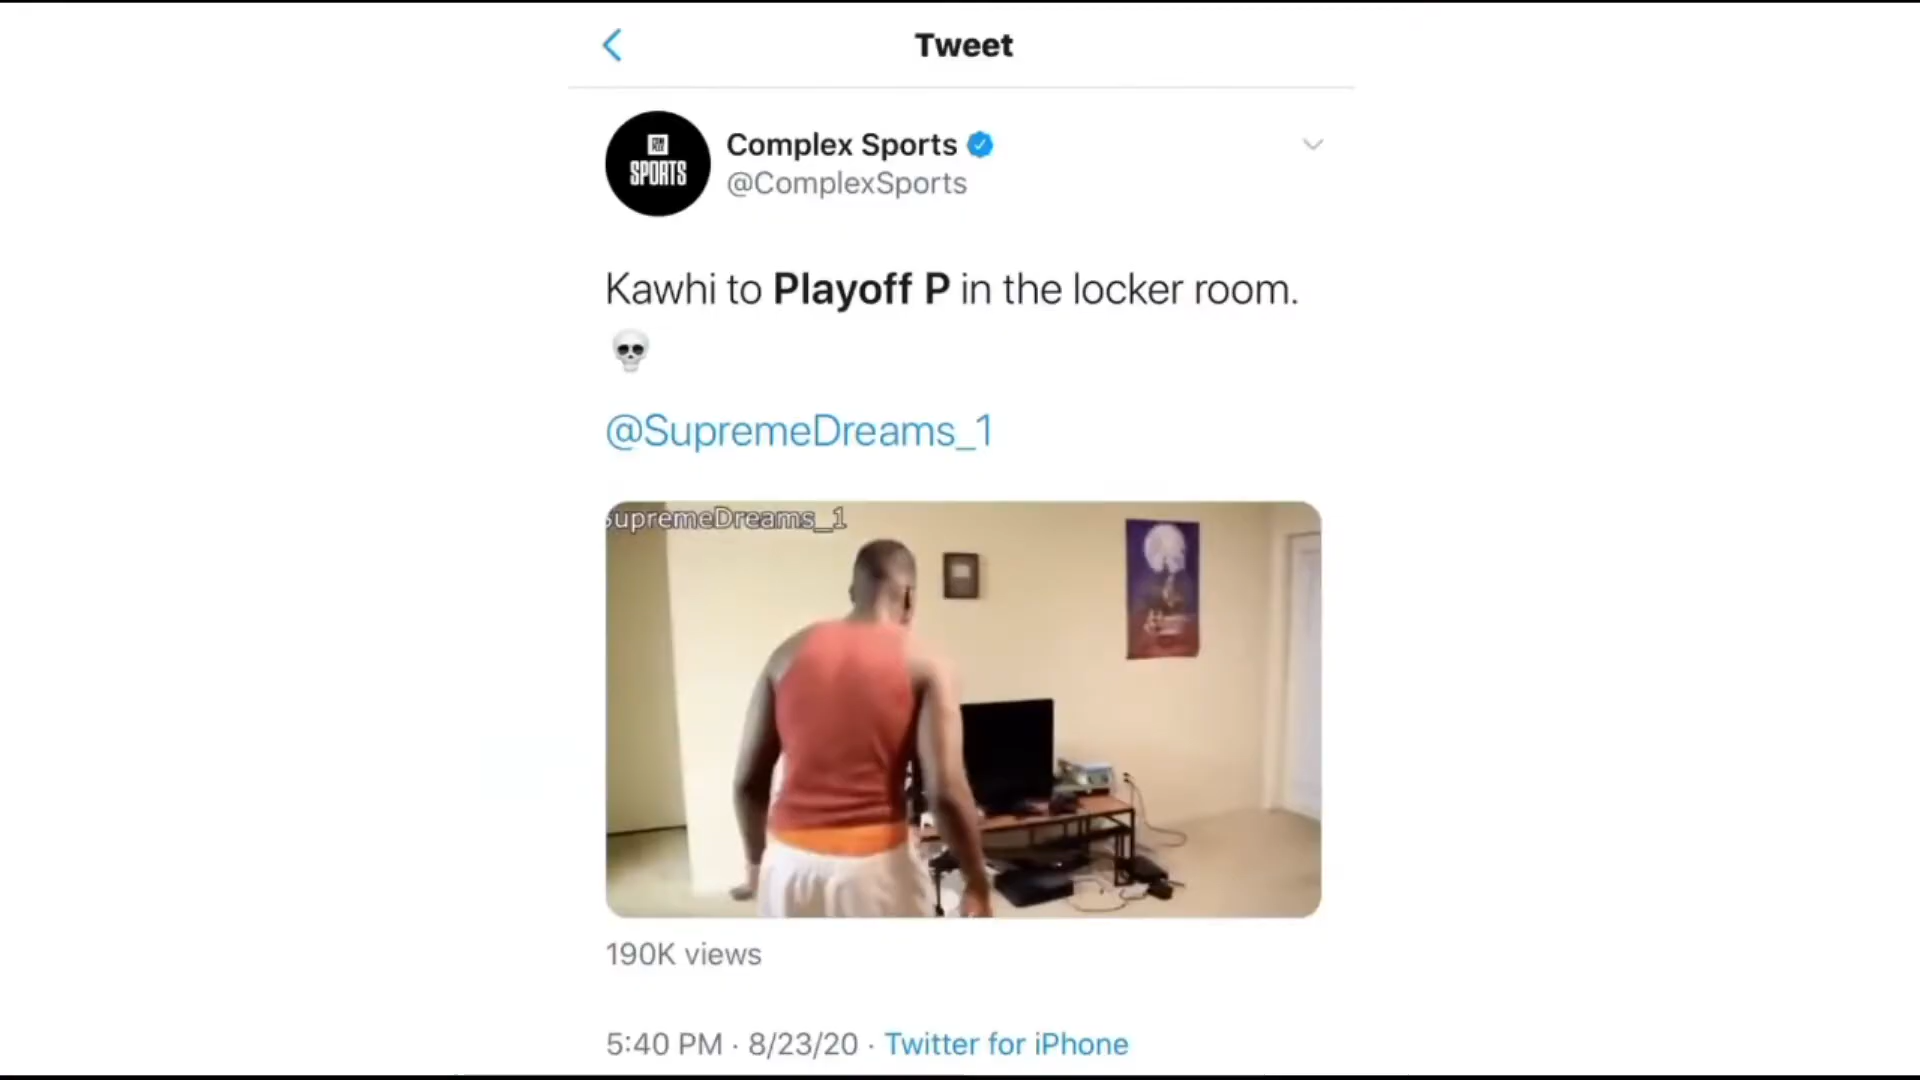 Tweet
SPORTS
Complex Sports
@ComplexSports
Kawhi to Playoff P in the locker room.
@SupremeDreams_1
supremeDreams_1
190K views
5:40 PM · 8/23/20 · Twitter for iPhone